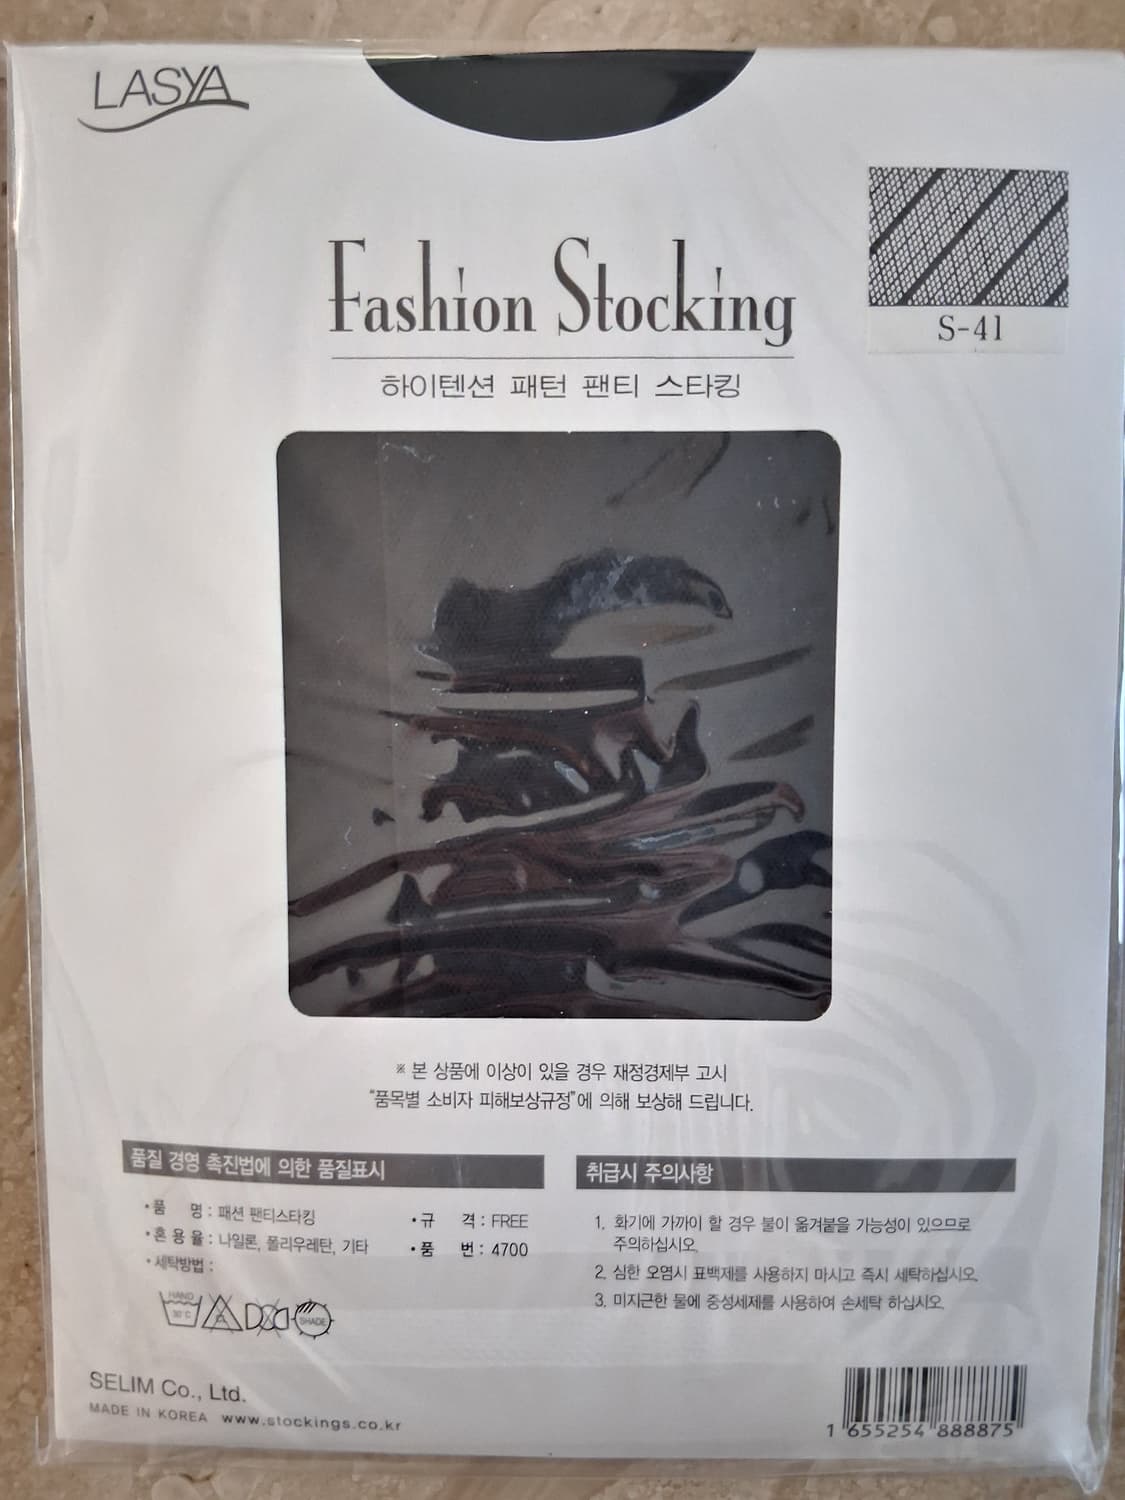 LASYA
Fashion Stocking
S-41
하이텐션 패턴 팬티 스타킹
※ 본 상품에 이상이 있을 경우 재정경제부 고시
"품목별 소비자 피해보상규정"에 의해 보상해 드립니다.
품질 경영 촉진법에 의한 품질표시
•품 명 : 패션 팬티스타킹
•규 격 : FREE
•혼 용 율 : 나일론, 폴리우레탄, 기타
•품 번 : 4700
•세탁방법 :
HAND
30°C
SHADE
취급시 주의사항
1. 화기에 가까이 할 경우 불이 옮겨붙을 가능성이 있으므로
주의하십시오.
2. 심한 오염시 표백제를 사용하지 마시고 즉시 세탁하십시오.
3. 미지근한 물에 중성세제를 사용하여 손세탁 하십시오.
SELIM Co., Ltd.
MADE IN KOREA www.stockings.co.kr
1 655254 888875